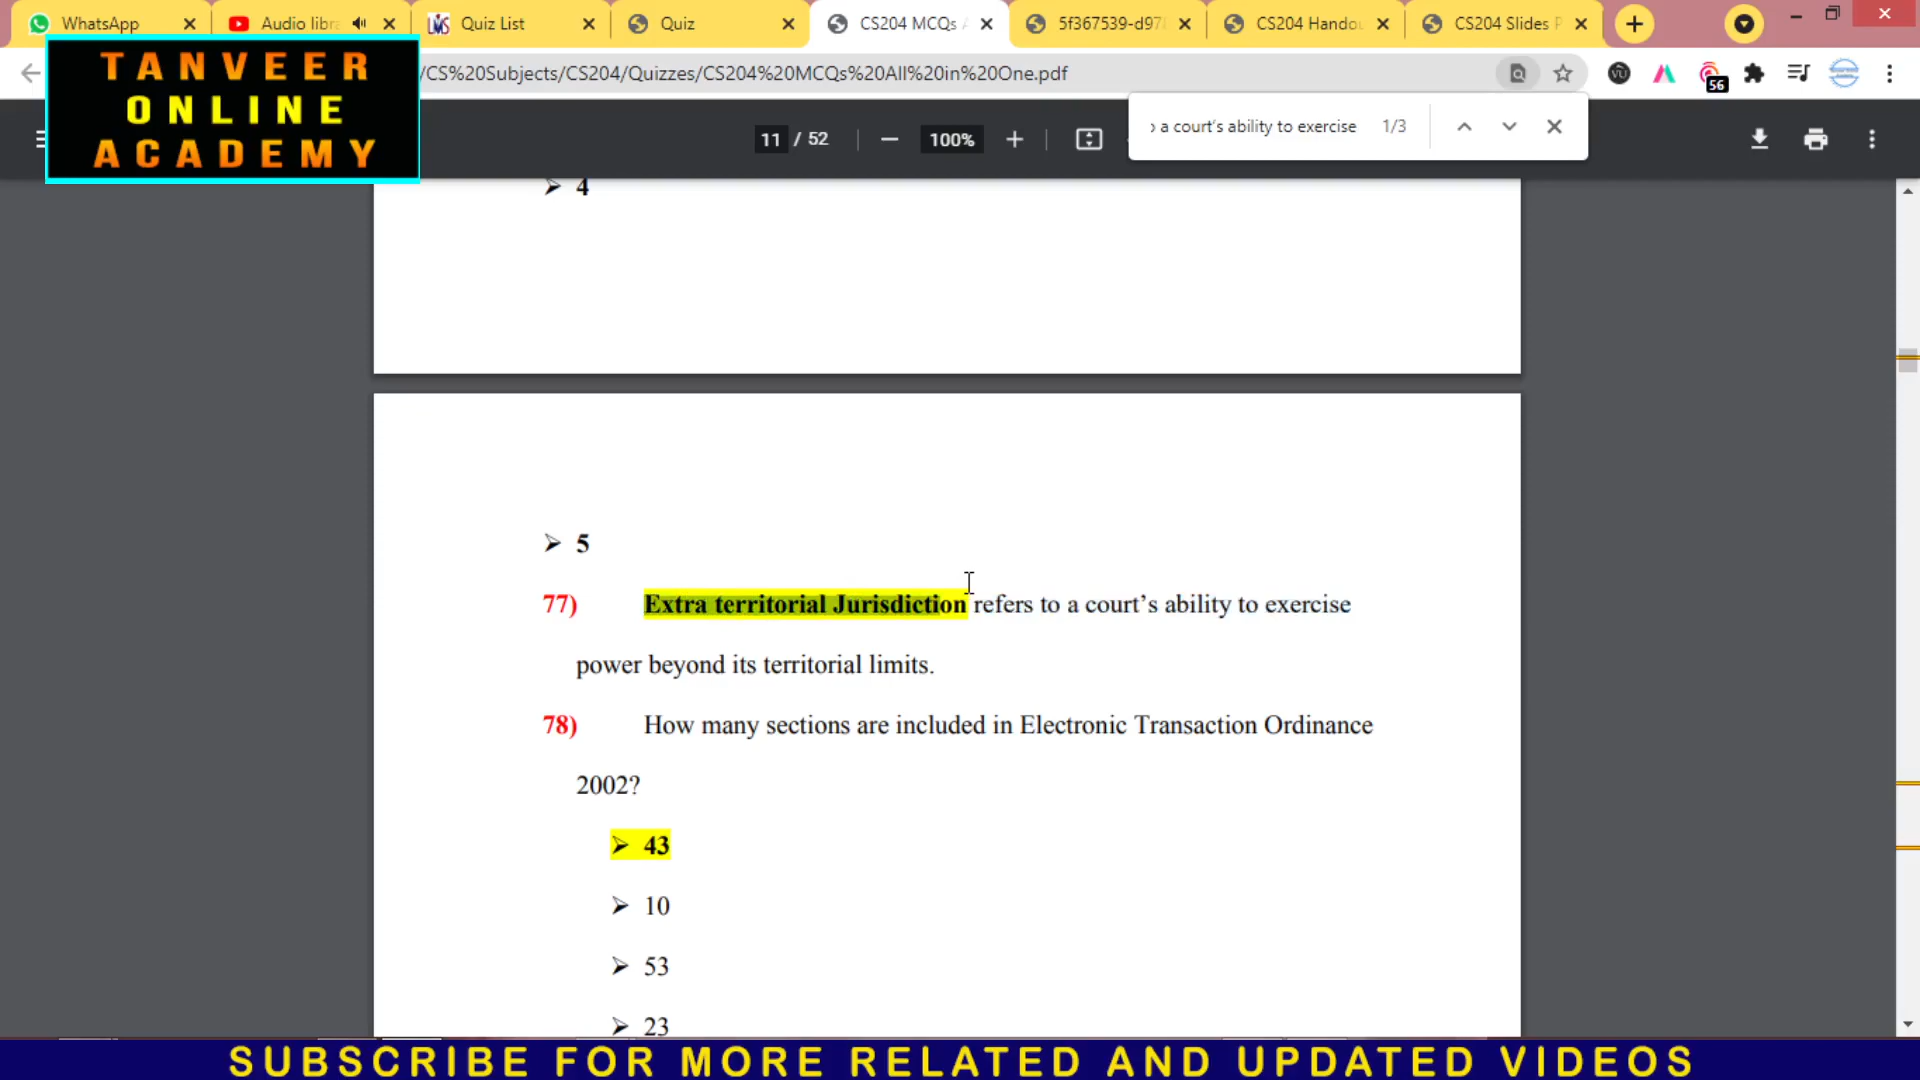 WhatsApp
Audio libra
Quiz List
Quiz
CS204 MCQs A
5f367539-d97
CS204 Handou
CS204 Slides P
TANVEER
ONLINE
ACADEMY
/CS%20Subjects/CS204/Quizzes/CS204%20MCQs%20All%20in%20One.pdf
56
11 / 52
100%
o a court's ability to exercise 1/3
➢ 4
➢ 5
77) Extra territorial Jurisdiction refers to a court's ability to exercise
power beyond its territorial limits.
78) How many sections are included in Electronic Transaction Ordinance
2002?
➢ 43
➢ 10
➢ 53
➢ 23
SUBSCRIBE FOR MORE RELATED AND UPDATED VIDEOS